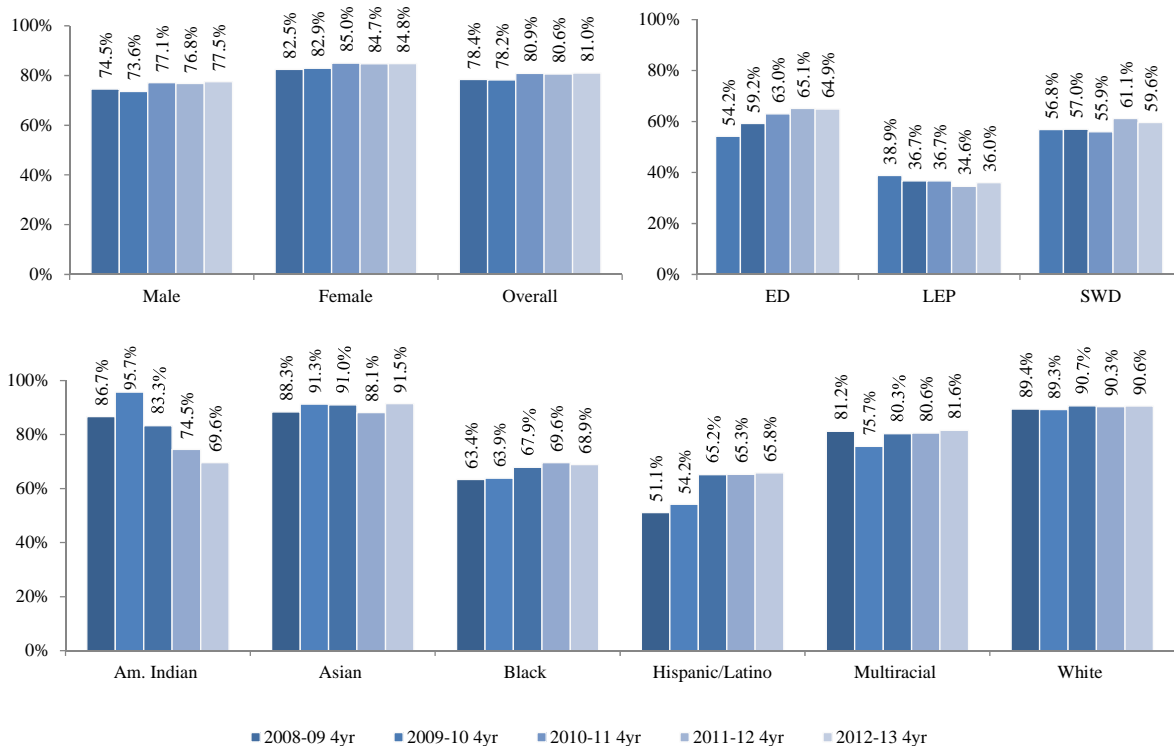 100%
80%
60%
40%
20%
0%
74.5% 73.6% 77.1% 76.8% 77.5%
82.5% 82.9% 85.0% 84.7% 84.8%
78.4% 78.2% 80.9% 80.6% 81.0%
Male Female Overall
100%
80%
60%
40%
20%
0%
54.2% 59.2% 63.0% 65.1% 64.9%
38.9% 36.7% 36.7% 34.6% 36.0%
56.8% 57.0% 55.9% 61.1% 59.6%
ED LEP SWD
100%
80%
60%
40%
20%
0%
86.7% 95.7% 83.3% 74.5% 69.6%
88.3% 91.3% 91.0% 88.1% 91.5%
63.4% 63.9% 67.9% 69.6% 68.9%
51.1% 54.2% 65.2% 65.3% 65.8%
81.2% 75.7% 80.3% 80.6% 81.6%
89.4% 89.3% 90.7% 90.3% 90.6%
Am. Indian Asian Black Hispanic/Latino Multiracial White
2008-09 4yr 2009-10 4yr 2010-11 4yr 2011-12 4yr 2012-13 4yr